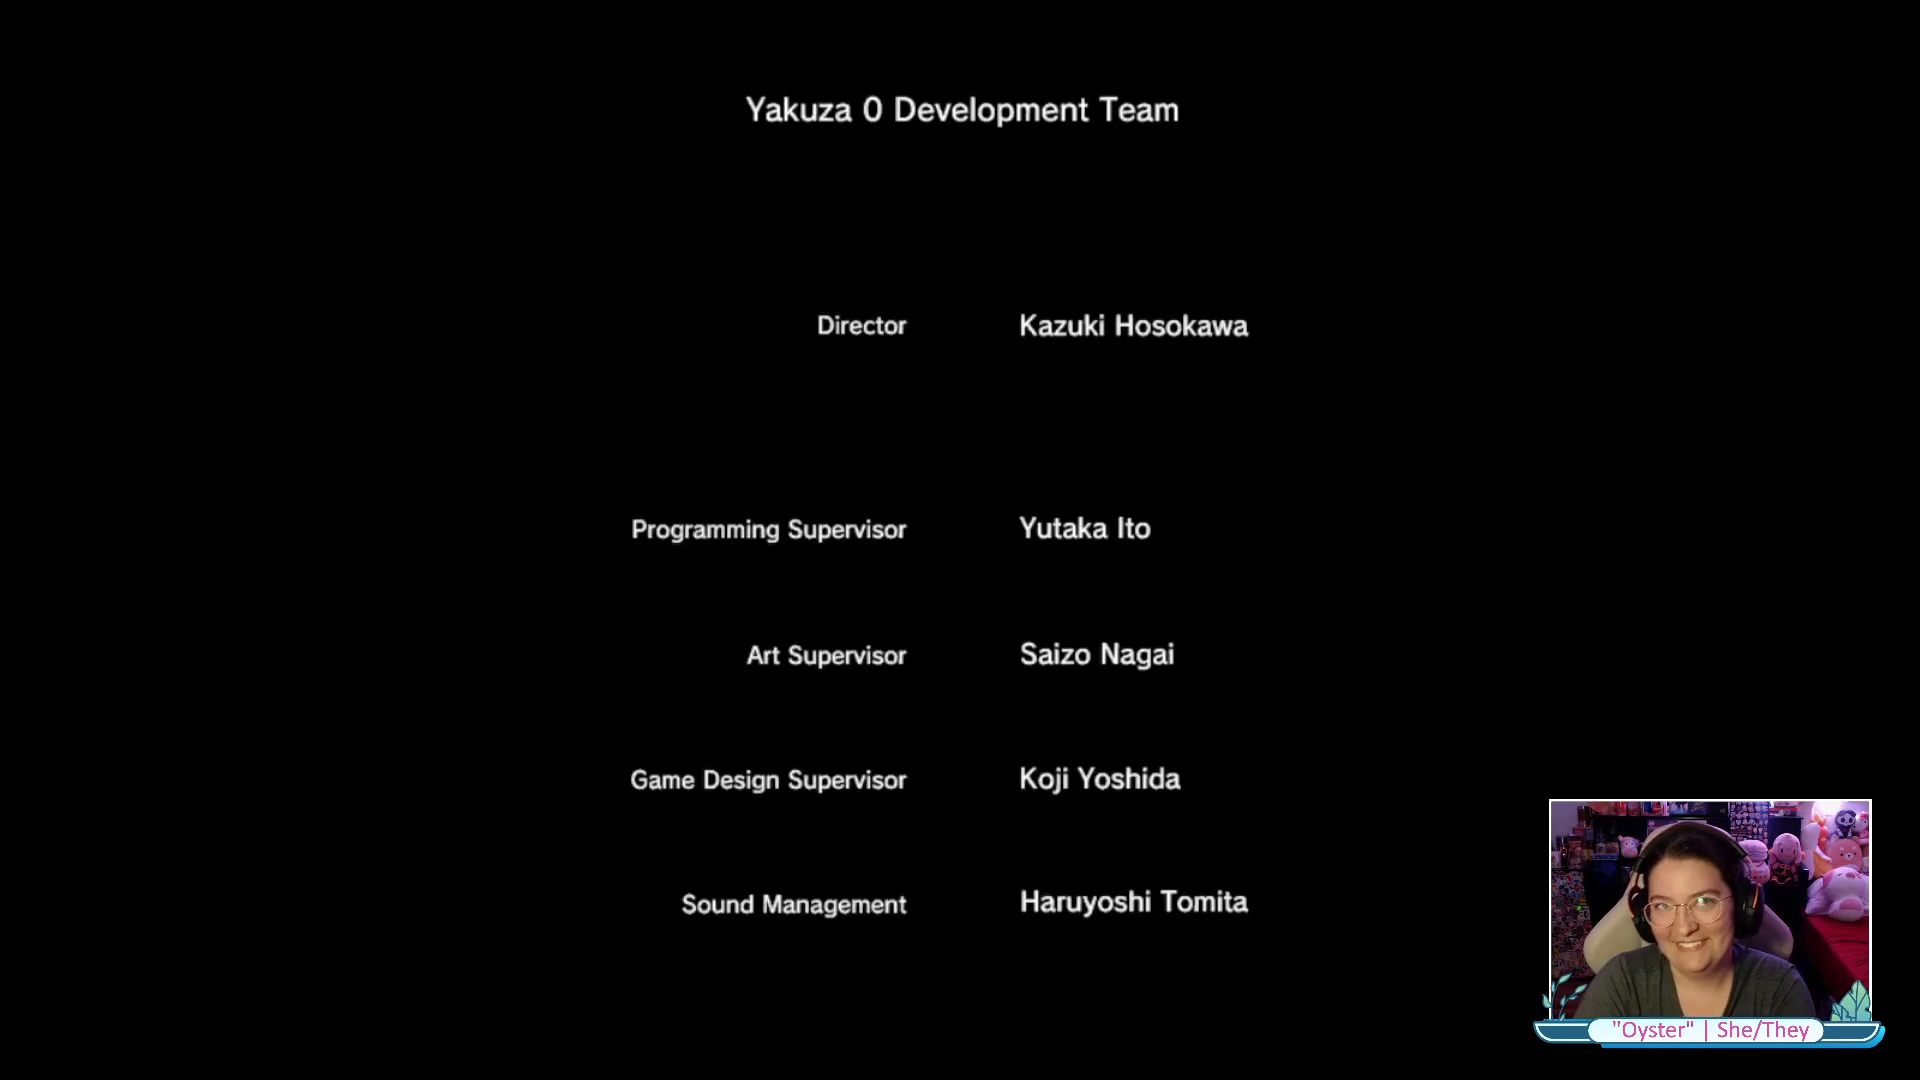 Yakuza 0 Development Team
Director Kazuki Hosokawa
Programming Supervisor Yutaka Ito
Art Supervisor Saizo Nagai
Game Design Supervisor Koji Yoshida
Sound Management Haruyoshi Tomita
"Oyster" | She/They